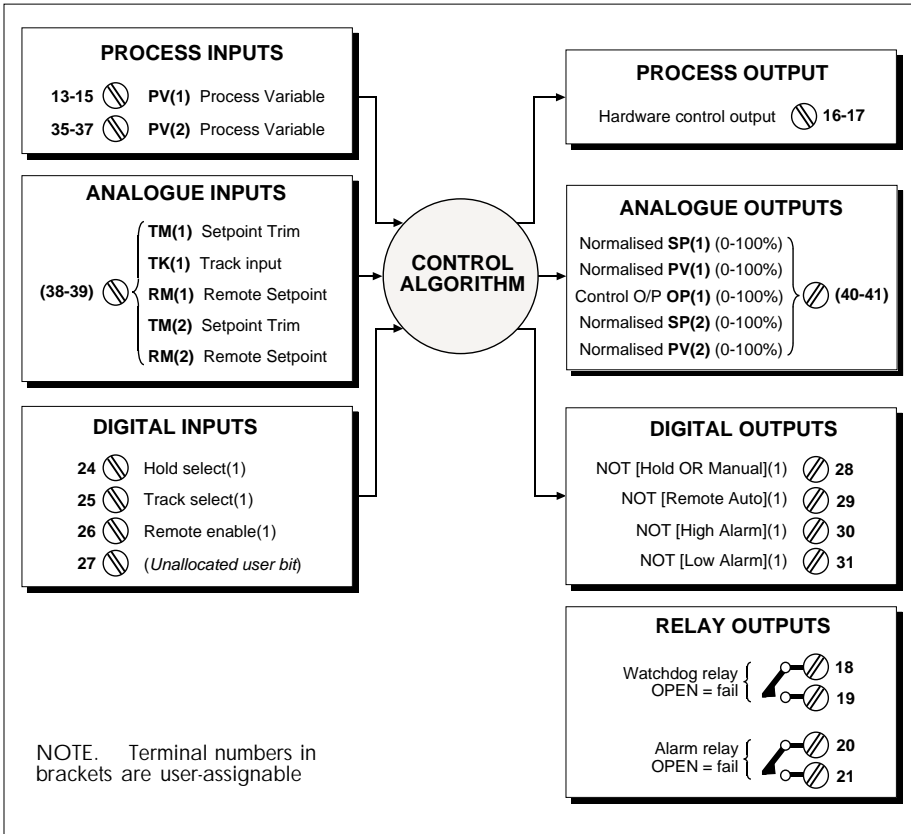 PROCESS INPUTS
13-15 PV(1) Process Variable
35-37 PV(2) Process Variable
ANALOGUE INPUTS
(38-39)
TM(1) Setpoint Trim
TK(1) Track input
RM(1) Remote Setpoint
TM(2) Setpoint Trim
RM(2) Remote Setpoint
DIGITAL INPUTS
24 Hold select(1)
25 Track select(1)
26 Remote enable(1)
27 (Unallocated user bit)
NOTE. Terminal numbers in
brackets are user-assignable
CONTROL
ALGORITHM
PROCESS OUTPUT
Hardware control output 16-17
ANALOGUE OUTPUTS
Normalised SP(1) (0-100%)
Normalised PV(1) (0-100%)
Control O/P OP(1) (0-100%)
Normalised SP(2) (0-100%)
Normalised PV(2) (0-100%)
(40-41)
DIGITAL OUTPUTS
NOT [Hold OR Manual](1) 28
NOT [Remote Auto](1) 29
NOT [High Alarm](1) 30
NOT [Low Alarm](1) 31
RELAY OUTPUTS
Watchdog relay
OPEN = fail
18
19
Alarm relay
OPEN = fail
20
21